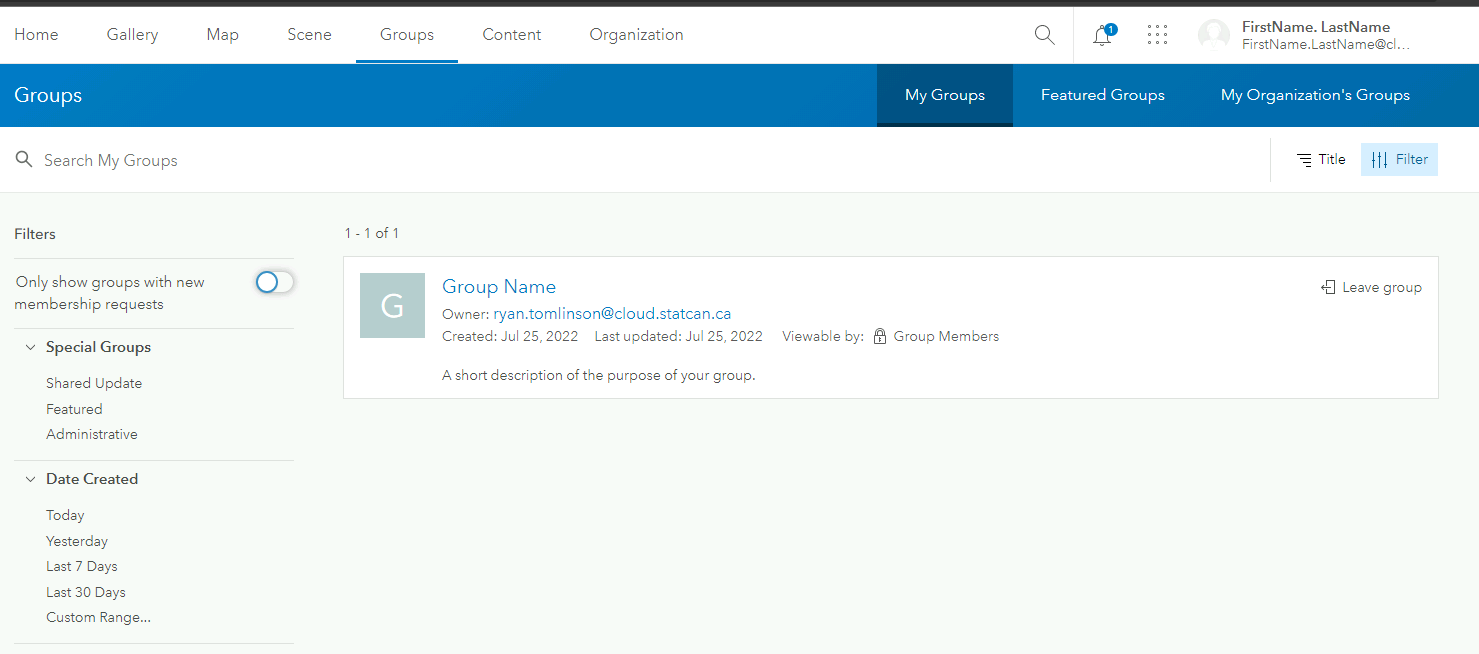 Home Gallery Map Scene Groups Content Organization 1 FirstName. LastName
FirstName.LastName@cl...
Groups My Groups Featured Groups My Organization's Groups
Search My Groups Title Filter
Filters
Only show groups with new
membership requests
Special Groups
Shared Update
Featured
Administrative
Date Created
Today
Yesterday
Last 7 Days
Last 30 Days
Custom Range...
1 - 1 of 1
G
Group Name
Leave group
Owner: ryan.tomlinson@cloud.statcan.ca
Created: Jul 25, 2022 Last updated: Jul 25, 2022 Viewable by: Group Members
A short description of the purpose of your group.